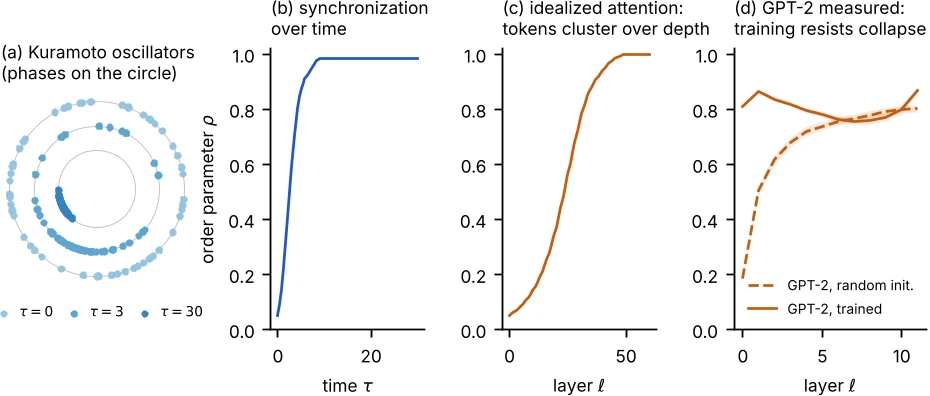 (a) Kuramoto oscillators
(phases on the circle)
τ = 0
τ = 3
τ = 30
(b) synchronization
over time
order parameter ρ
1.0
0.8
0.6
0.4
0.2
0.0
0
20
time τ
(c) idealized attention:
tokens cluster over depth
1.0
0.8
0.6
0.4
0.2
0.0
0
50
layer ℓ
(d) GPT-2 measured:
training resists collapse
1.0
0.8
0.6
0.4
0.2
0.0
GPT-2, random init.
GPT-2, trained
0
5
10
layer ℓ